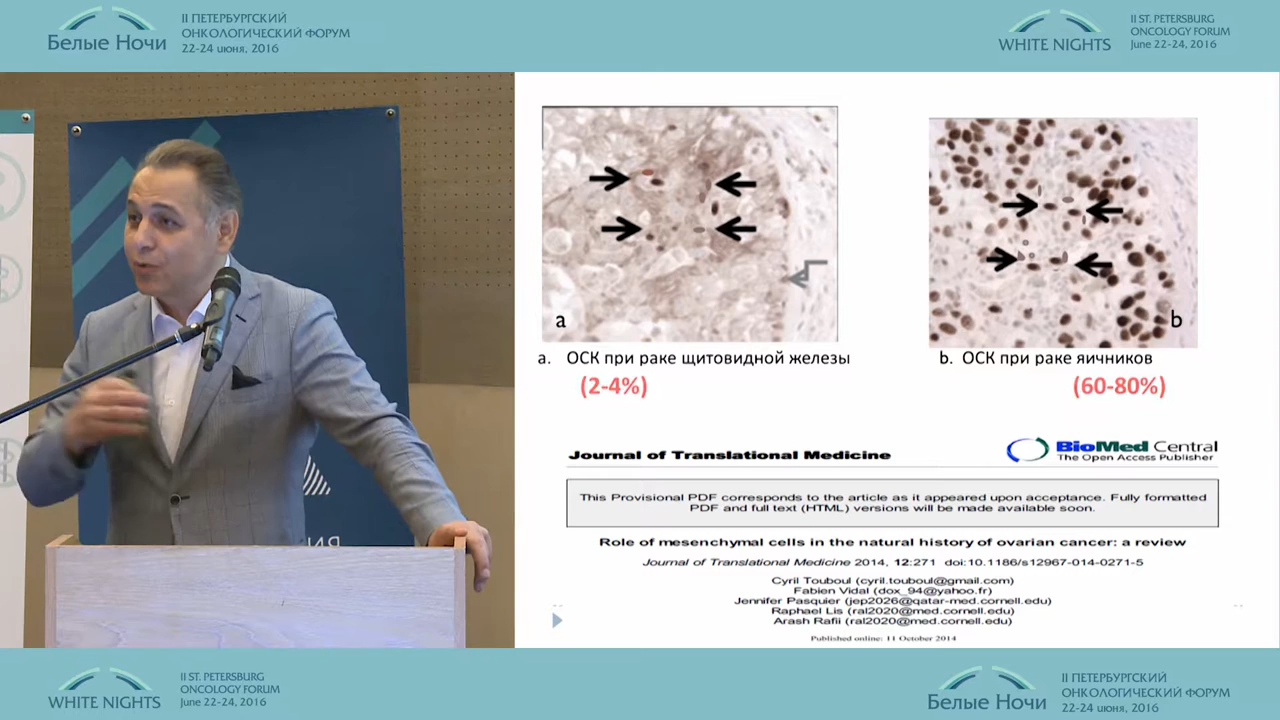 Белые Ночи
II ПЕТЕРБУРГСКИЙ
ОНКОЛОГИЧЕСКИЙ ФОРУМ
22-24 июня, 2016
WHITE NIGHTS
II ST. PETERSBURG
ONCOLOGY FORUM
June 22-24, 2016
a
b
a. ОСК при раке щитовидной железы
(2-4%)
b. ОСК при раке яичников
(60-80%)
Journal of Translational Medicine
BioMed Central
The Open Access Publisher
This Provisional PDF corresponds to the article as it appeared upon acceptance. Fully formatted
PDF and full text (HTML) versions will be made available soon.
Role of mesenchymal cells in the natural history of ovarian cancer: a review
Journal of Translational Medicine 2014, 12:271 doi:10.1186/s12967-014-0271-5
Cyril Touboul (cyril.touboul@gmail.com)
Fabien Vidal (dox_94@yahoo.fr)
Jennifer Pasquier (jep2026@qatar-med.cornell.edu)
Raphael Lis (ral2020@med.cornell.edu)
Arash Rafii (ral2020@med.cornell.edu)
Published online: 11 October 2014
WHITE NIGHTS
II ST. PETERSBURG
ONCOLOGY FORUM
June 22-24, 2016
Белые Ночи
II ПЕТЕРБУРГСКИЙ
ОНКОЛОГИЧЕСКИЙ ФОРУМ
22-24 июня, 2016